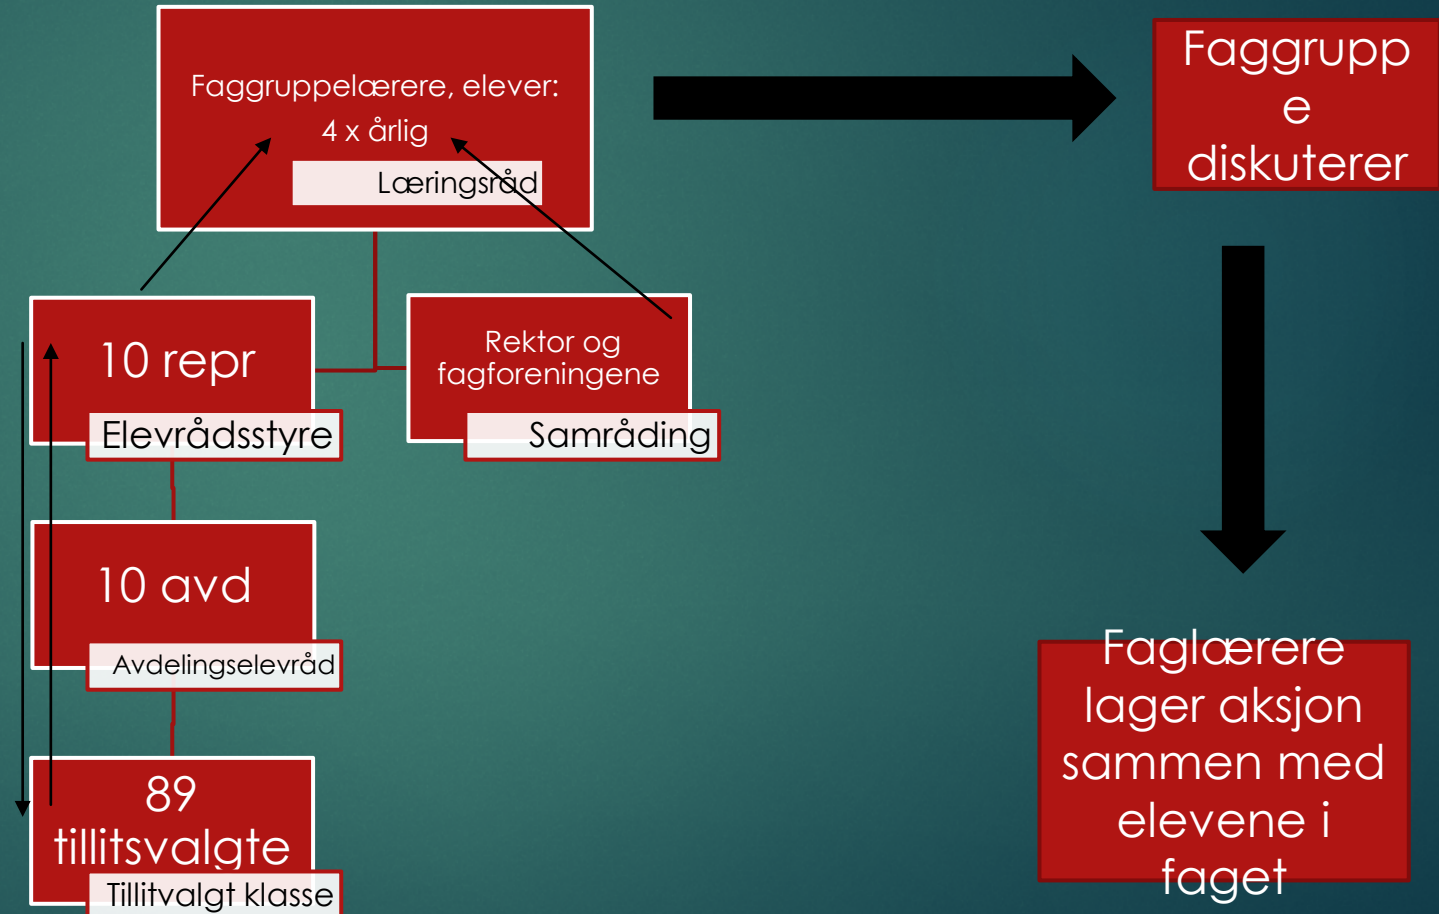 Faggruppelærere, elever:
4 x årlig
Læringsråd
Faggrupp
e
diskuterer
10 repr
Elevrådsstyre
Rektor og
fagforeningene
Samråding
10 avd
Avdelingselevråd
89
tillitsvalgte
Tillitvalgt klasse
Faglærere
lager aksjon
sammen med
elevene i
faget